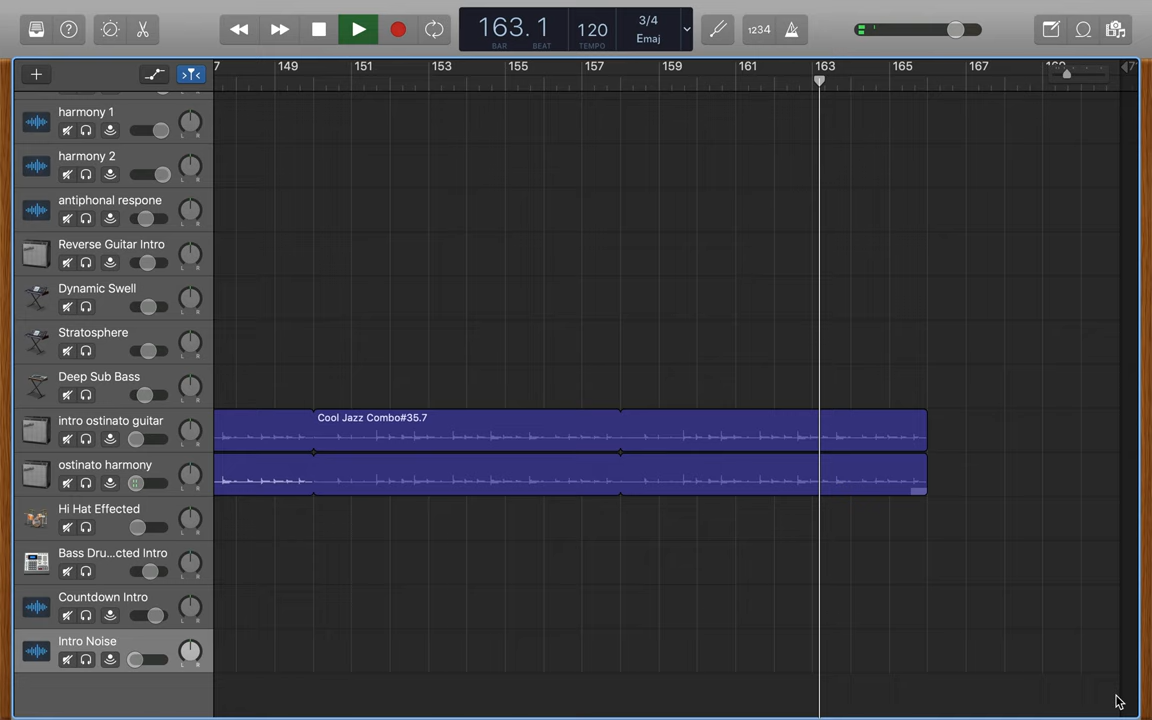 163.1
BAR
BEAT
120
TEMPO
3/4
Emaj
1234
7 149 151 153 155 157 159 161 163 165 167
harmony 1
L R
harmony 2
L R
antiphonal respone
L R
Reverse Guitar Intro
L R
Dynamic Swell
L R
Stratosphere
L R
Deep Sub Bass
L R
intro ostinato guitar
L R
Cool Jazz Combo#35.7
ostinato harmony
L R
Hi Hat Effected
L R
Bass Dru...cted Intro
L R
Countdown Intro
L R
Intro Noise
L R